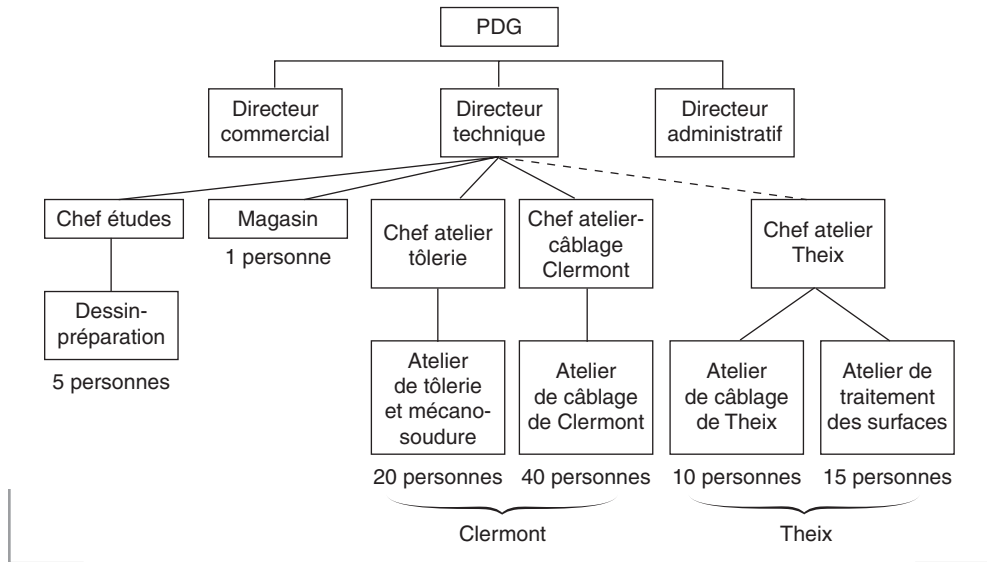 PDG
Directeur
commercial
Directeur
technique
Directeur
administratif
Chef études
Magasin
1 personne
Chef atelier
tôlerie
Chef atelier-
câblage
Clermont
Chef atelier
Theix
Dessin-
préparation
5 personnes
Atelier
de tôlerie
et mécano-
soudure
Atelier
de câblage
de Clermont
Atelier
de câblage
de Theix
Atelier de
traitement
des surfaces
20 personnes
40 personnes
10 personnes
15 personnes
Clermont
Theix